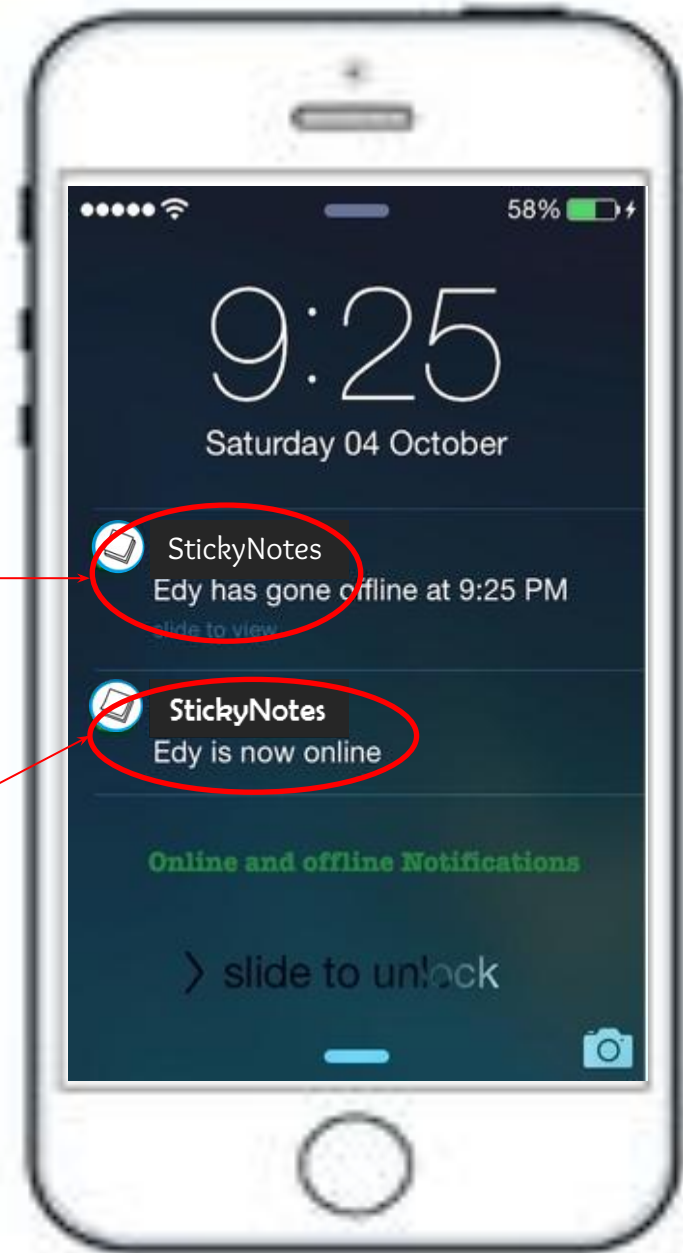 58%
9:25
Saturday 04 October
StickyNotes
Edy has gone offline at 9:25 PM
slide to view
StickyNotes
Edy is now online
Online and offline Notifications
> slide to unlock